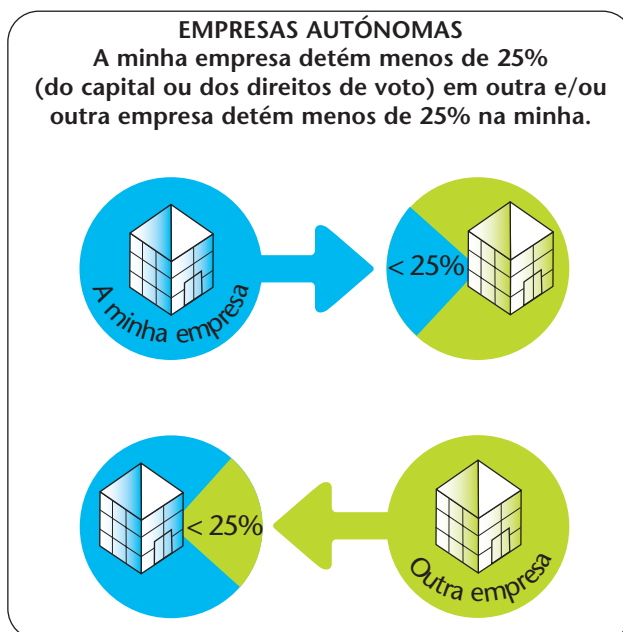 EMPRESAS AUTÓNOMAS
A minha empresa detém menos de 25%
(do capital ou dos direitos de voto) em outra e/ou
outra empresa detém menos de 25% na minha.
A minha empresa
< 25%
< 25%
Outra empresa